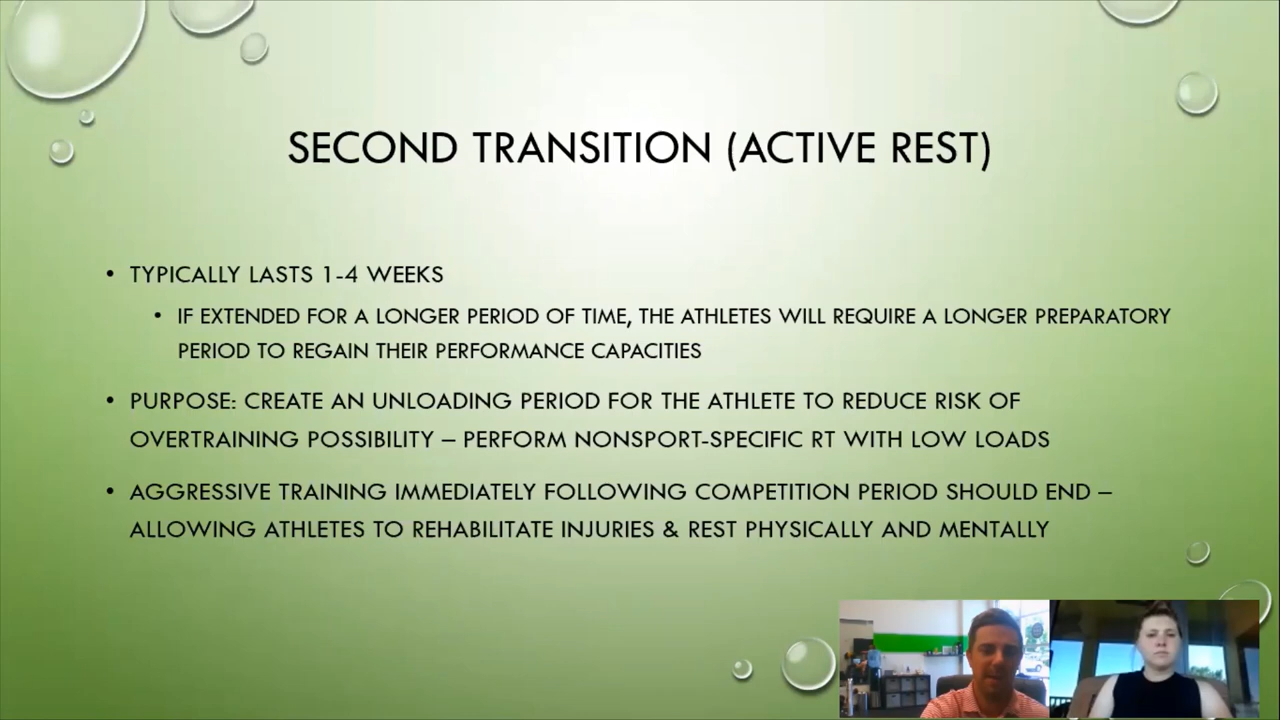 SECOND TRANSITION (ACTIVE REST)
• TYPICALLY LASTS 1-4 WEEKS
• IF EXTENDED FOR A LONGER PERIOD OF TIME, THE ATHLETES WILL REQUIRE A LONGER PREPARATORY
PERIOD TO REGAIN THEIR PERFORMANCE CAPACITIES
• PURPOSE: CREATE AN UNLOADING PERIOD FOR THE ATHLETE TO REDUCE RISK OF
OVERTRAINING POSSIBILITY – PERFORM NONSPORT-SPECIFIC RT WITH LOW LOADS
• AGGRESSIVE TRAINING IMMEDIATELY FOLLOWING COMPETITION PERIOD SHOULD END –
ALLOWING ATHLETES TO REHABILITATE INJURIES & REST PHYSICALLY AND MENTALLY